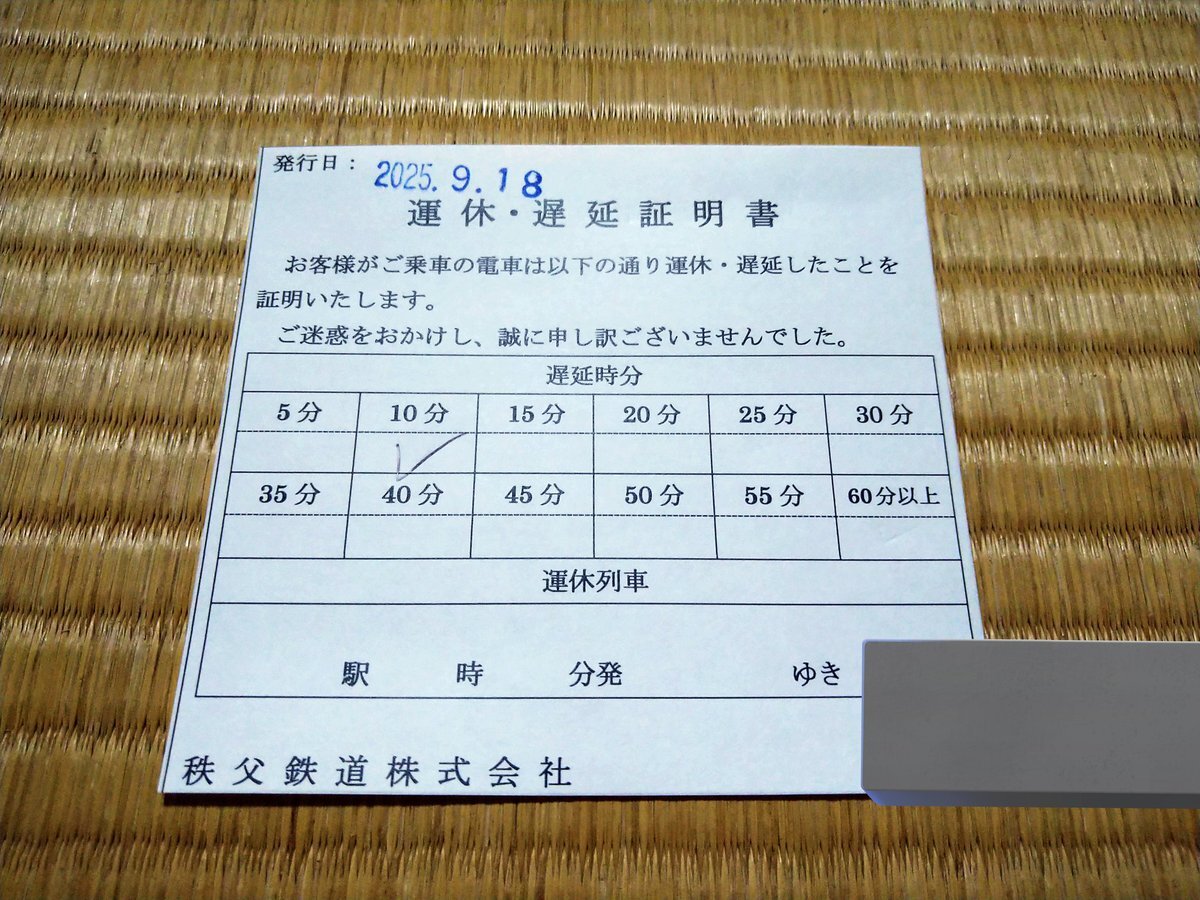 発行日： 2025. 9. 18
運休・遅延証明書
お客様がご乗車の電車は以下の通り運休・遅延したことを
証明いたします。
ご迷惑をおかけし、誠に申し訳ございませんでした。
遅延時分
5分 10分 15分 20分 25分 30分
✓
35分 40分 45分 50分 55分 60分以上
運休列車
駅 時 分発 ゆき
秩父鉄道株式会社